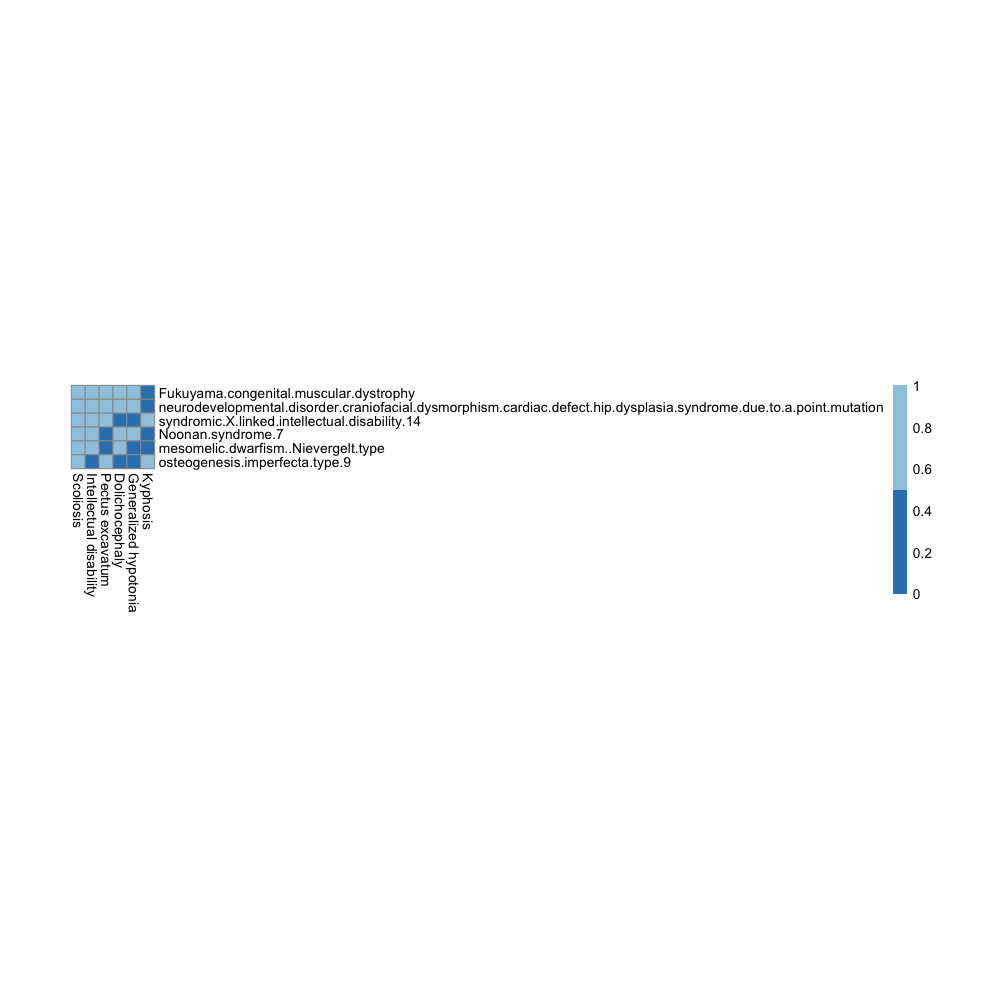 Fukuyama.congenital.muscular.dystrophy
neurodevelopmental.disorder.craniofacial.dysmorphism.cardiac.defect.hip.dysplasia.syndrome.due.to.a.point.mutation
syndromic.X.linked.intellectual.disability.14
Noonan.syndrome.7
mesomelic.dwarfism..Nievergelt.type
osteogenesis.imperfecta.type.9
Scoliosis
Intellectual disability
Pectus excavatum
Dolichocephaly
Generalized hypotonia
Kyphosis
1
0.8
0.6
0.4
0.2
0